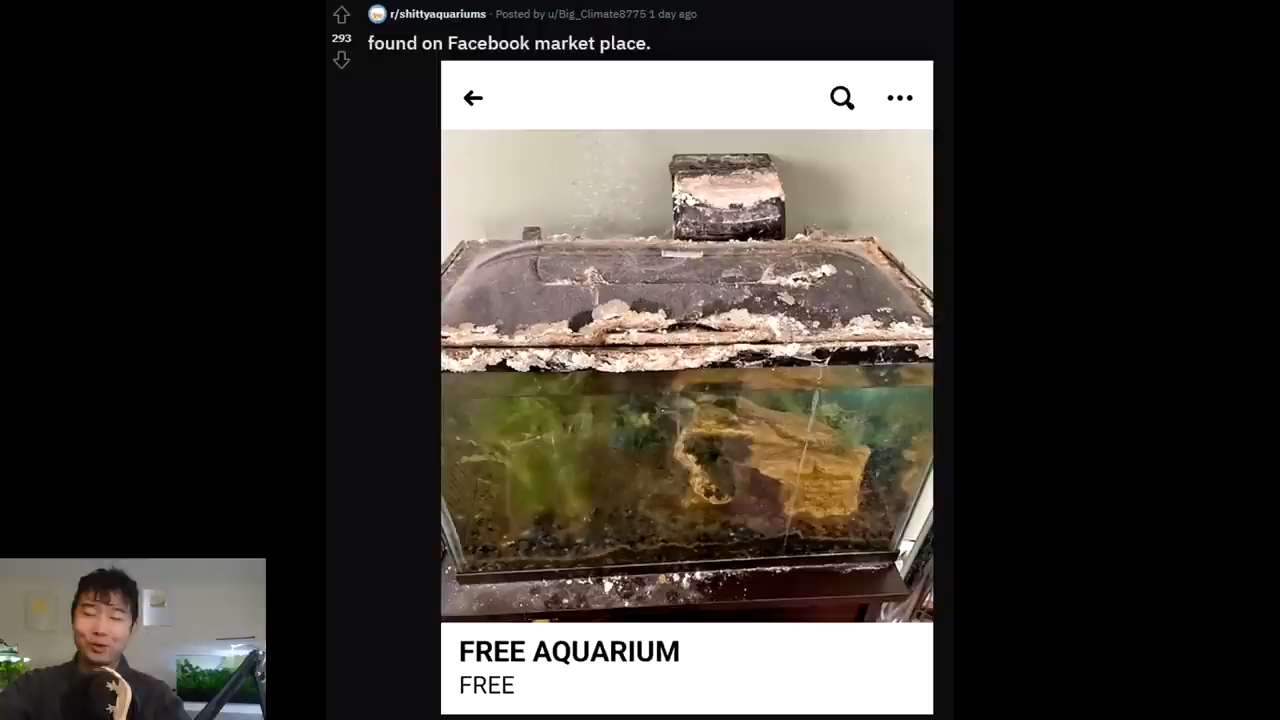 r/shittyaquariums · Posted by u/Big_Climate8775 1 day ago
293
found on Facebook market place.
FREE AQUARIUM
FREE